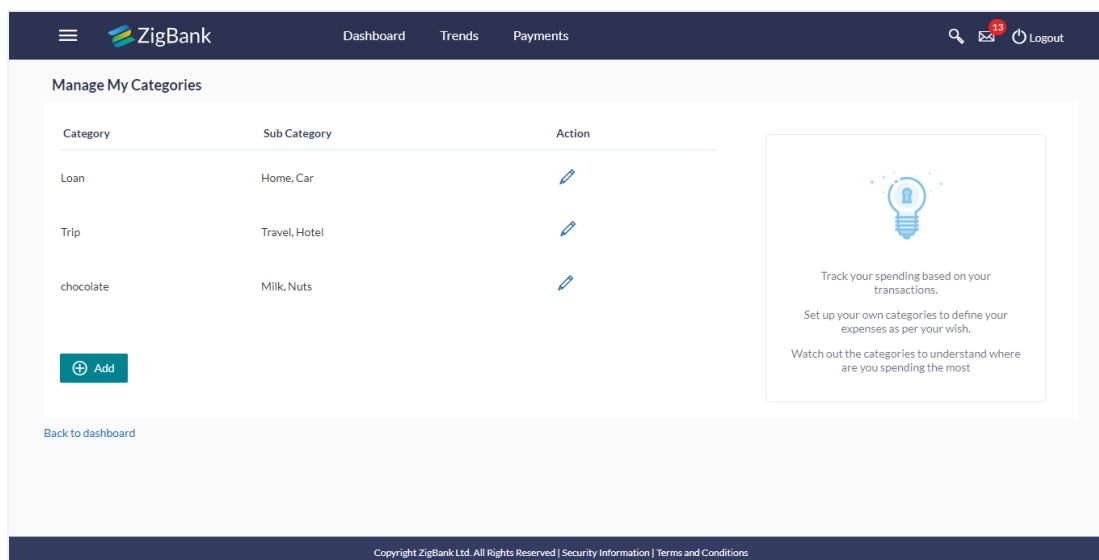 ZigBank Dashboard Trends Payments 13 Logout
Manage My Categories
Category Sub Category Action
Loan Home, Car
Trip Travel, Hotel
chocolate Milk, Nuts
Add
Track your spending based on your
transactions.
Set up your own categories to define your
expenses as per your wish.
Watch out the categories to understand where
are you spending the most
Back to dashboard
Copyright ZigBank Ltd. All Rights Reserved | Security Information | Terms and Conditions